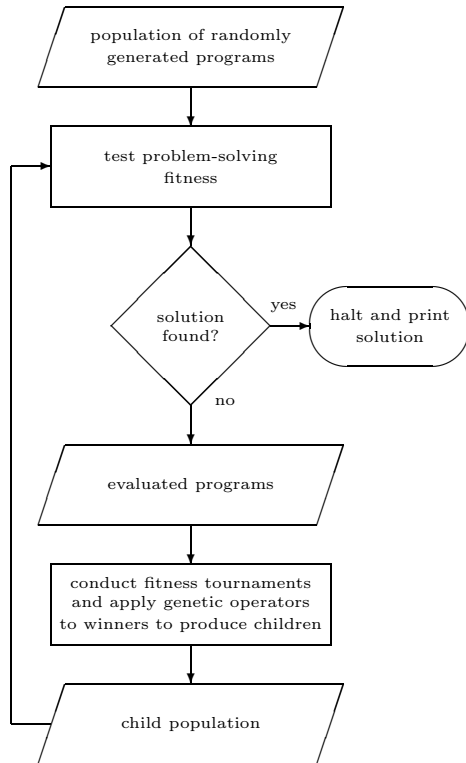 population of randomly
generated programs
test problem-solving
fitness
solution
found?
yes
halt and print
solution
no
evaluated programs
conduct fitness tournaments
and apply genetic operators
to winners to produce children
child population